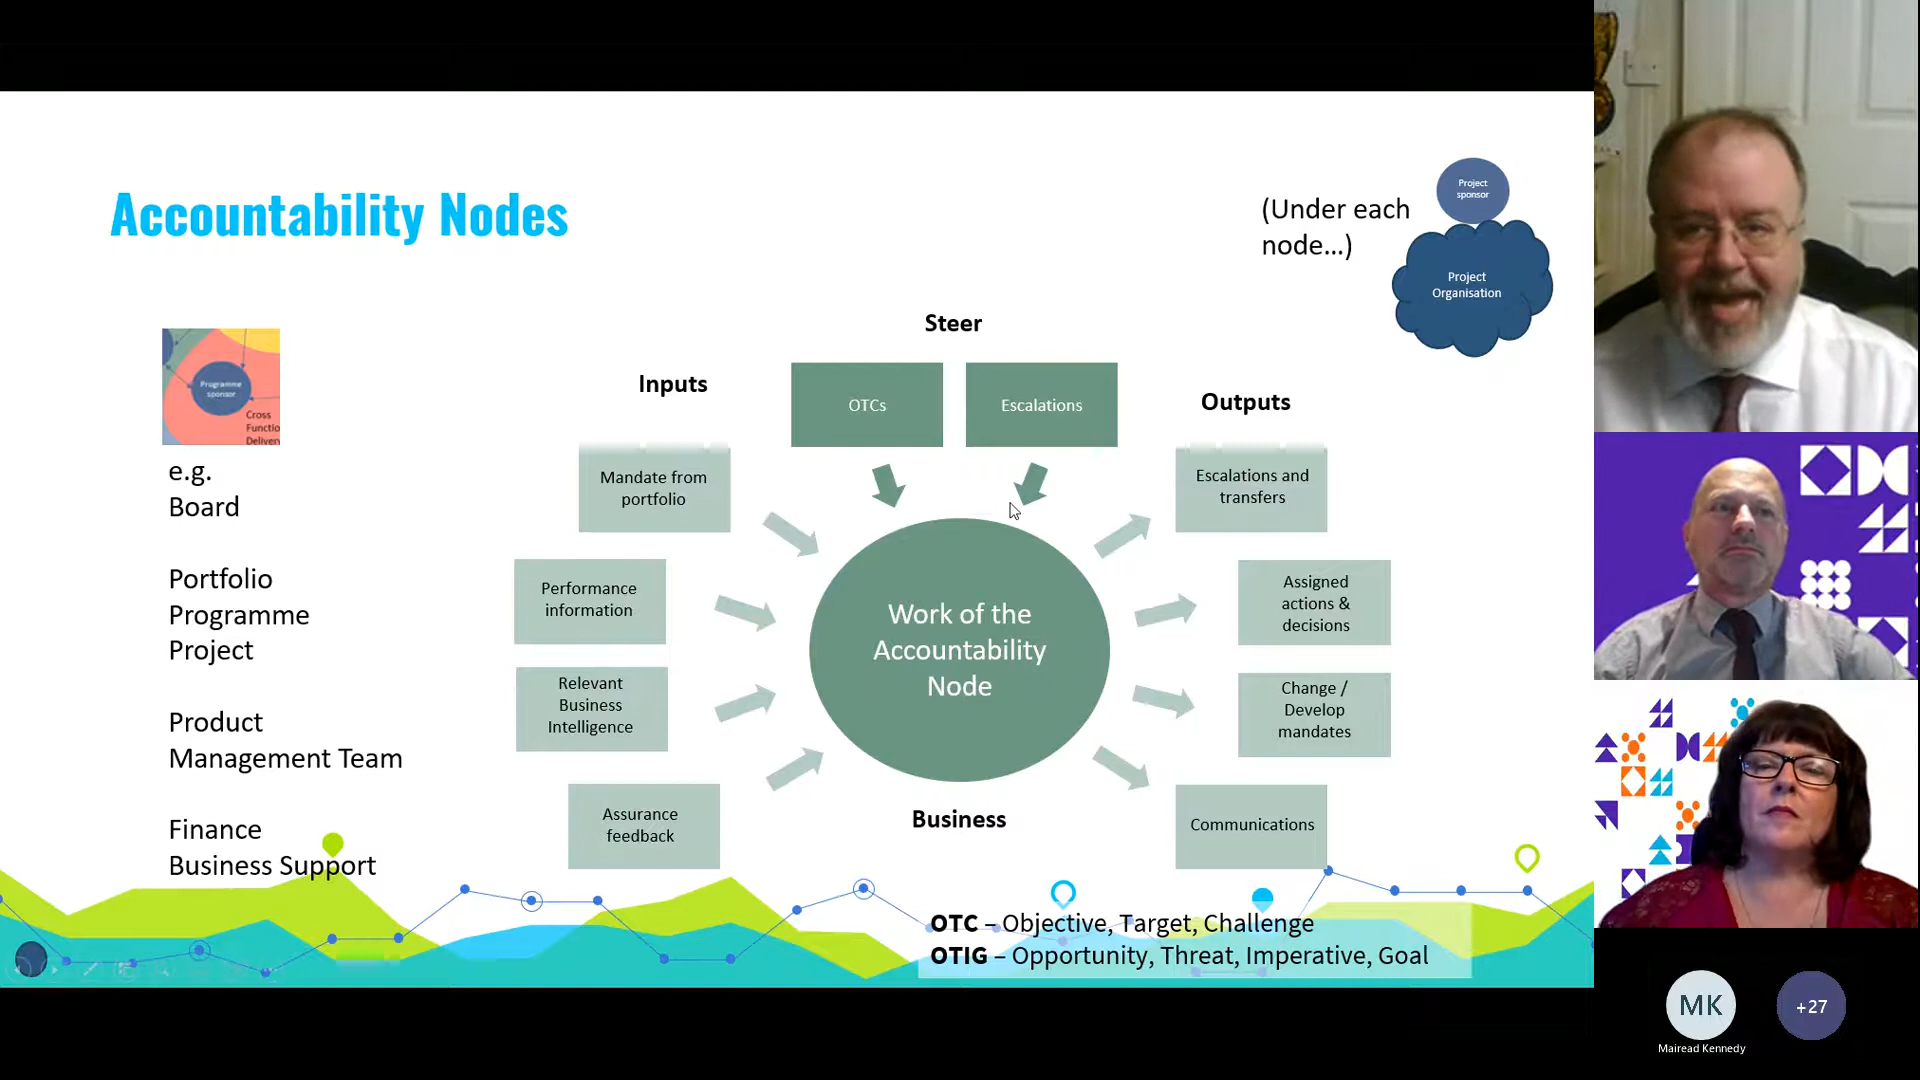 Accountability Nodes
(Under each
node...)
Project
sponsor
Project
Organisation
Programme
sponsor
Cross
Functio
Deliver
e.g.
Board
Portfolio
Programme
Project
Product
Management Team
Finance
Business Support
Steer
Inputs
Outputs
OTCs
Escalations
Mandate from
portfolio
Performance
information
Relevant
Business
Intelligence
Assurance
feedback
Work of the
Accountability
Node
Business
Escalations and
transfers
Assigned
actions &
decisions
Change /
Develop
mandates
Communications
OTC – Objective, Target, Challenge
OTIG – Opportunity, Threat, Imperative, Goal
MK
+27
Mairead Kennedy